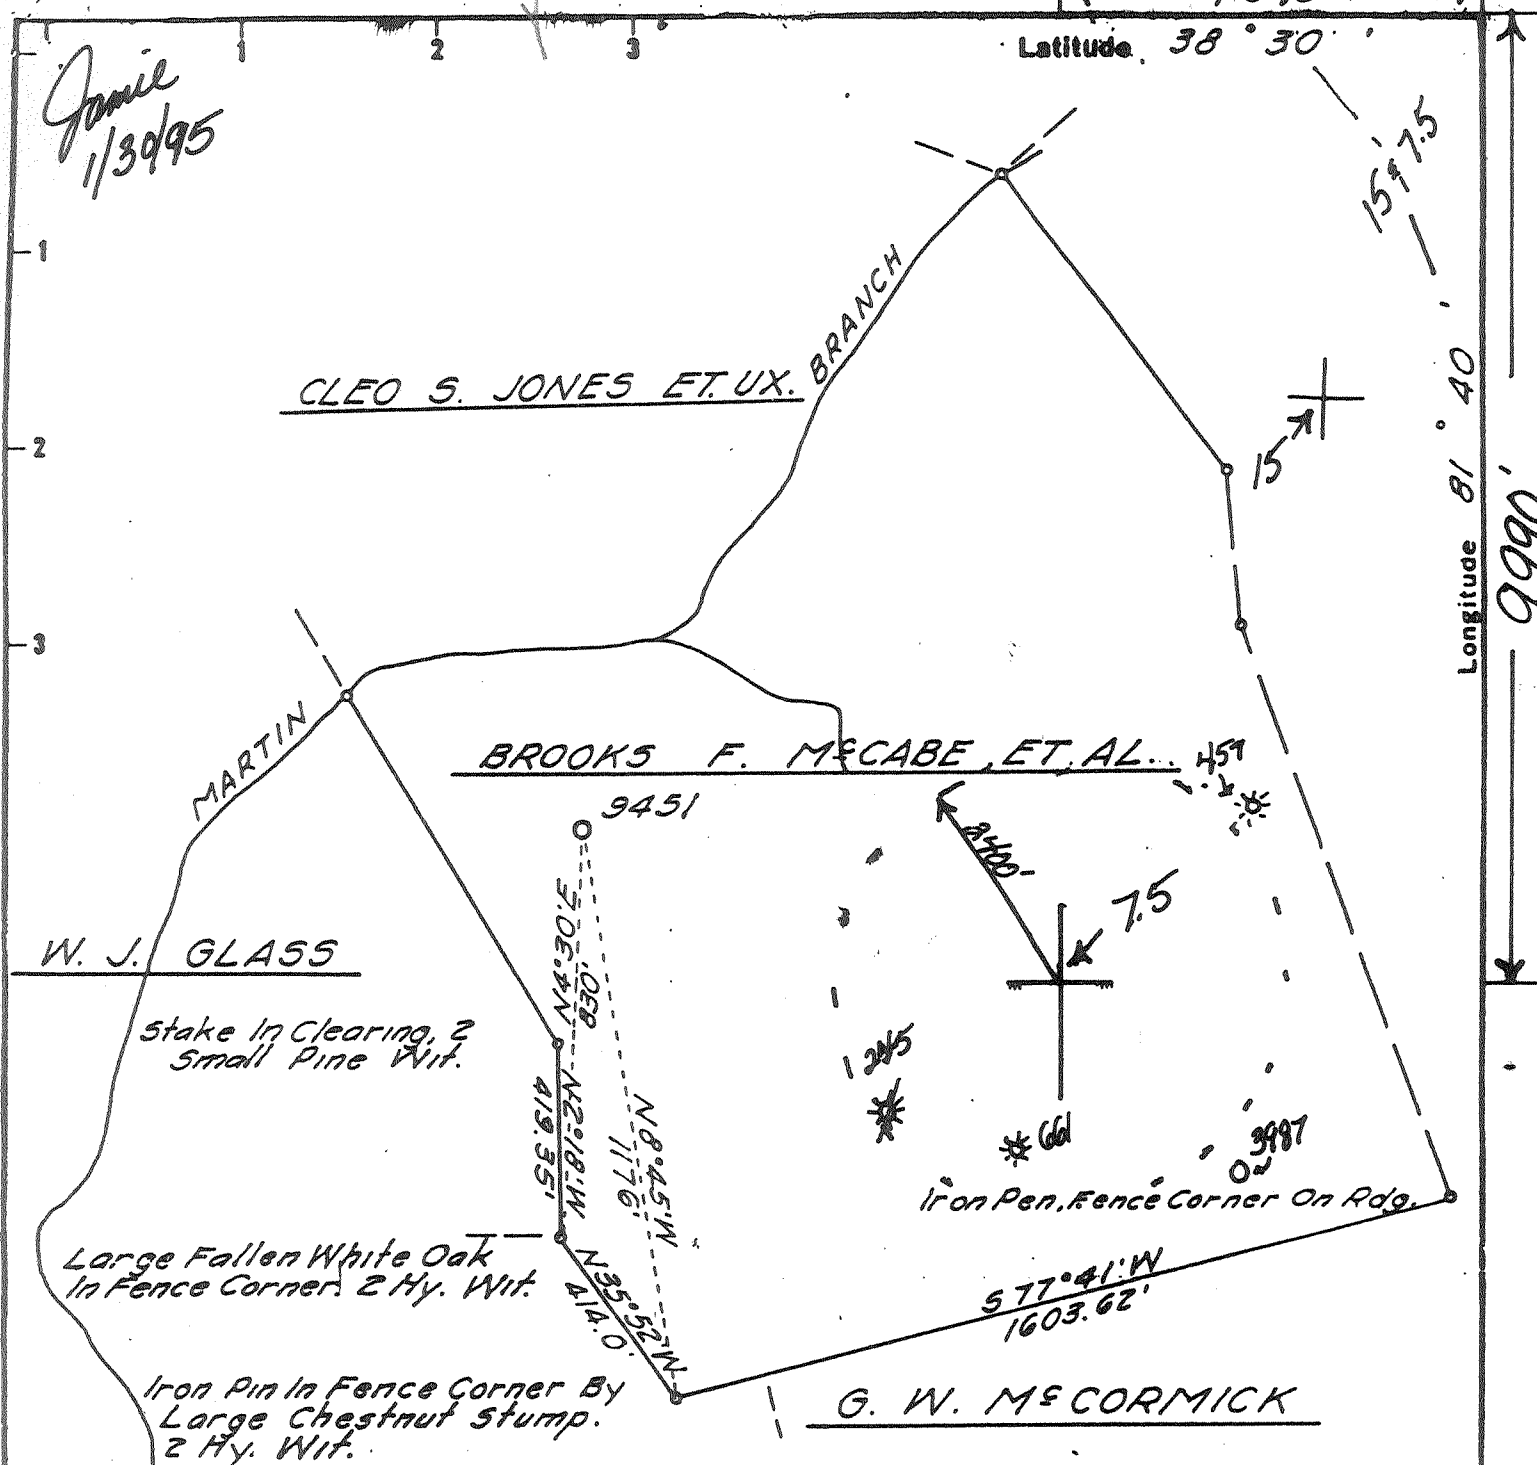 1 2 3
Latitude 38° 30'
Jamie
1/30/95
15 & 7.5
1
BRANCH
CLEO S. JONES ET. UX.
2
15
Longitude 81° 40'
9990'
3
MARTIN
BROOKS F. McCABE, ET. AL.
459
9451
2400
7.5
W. J. GLASS
N4°30'E
830'
Stake In Clearing, 2
Small Pine Wit.
419.35'
N2°18'W
N8°45'W
1176'
661
3987
Iron Pen, Fence Corner On Rdg.
Large Fallen White Oak
In Fence Corner, 2 Hy. Wit.
N35°52'W
414.0'
S77°41'W
1603.62'
Iron Pin In Fence Corner By
Large Chestnut Stump.
2 Hy. Wit.
G. W. McCORMICK